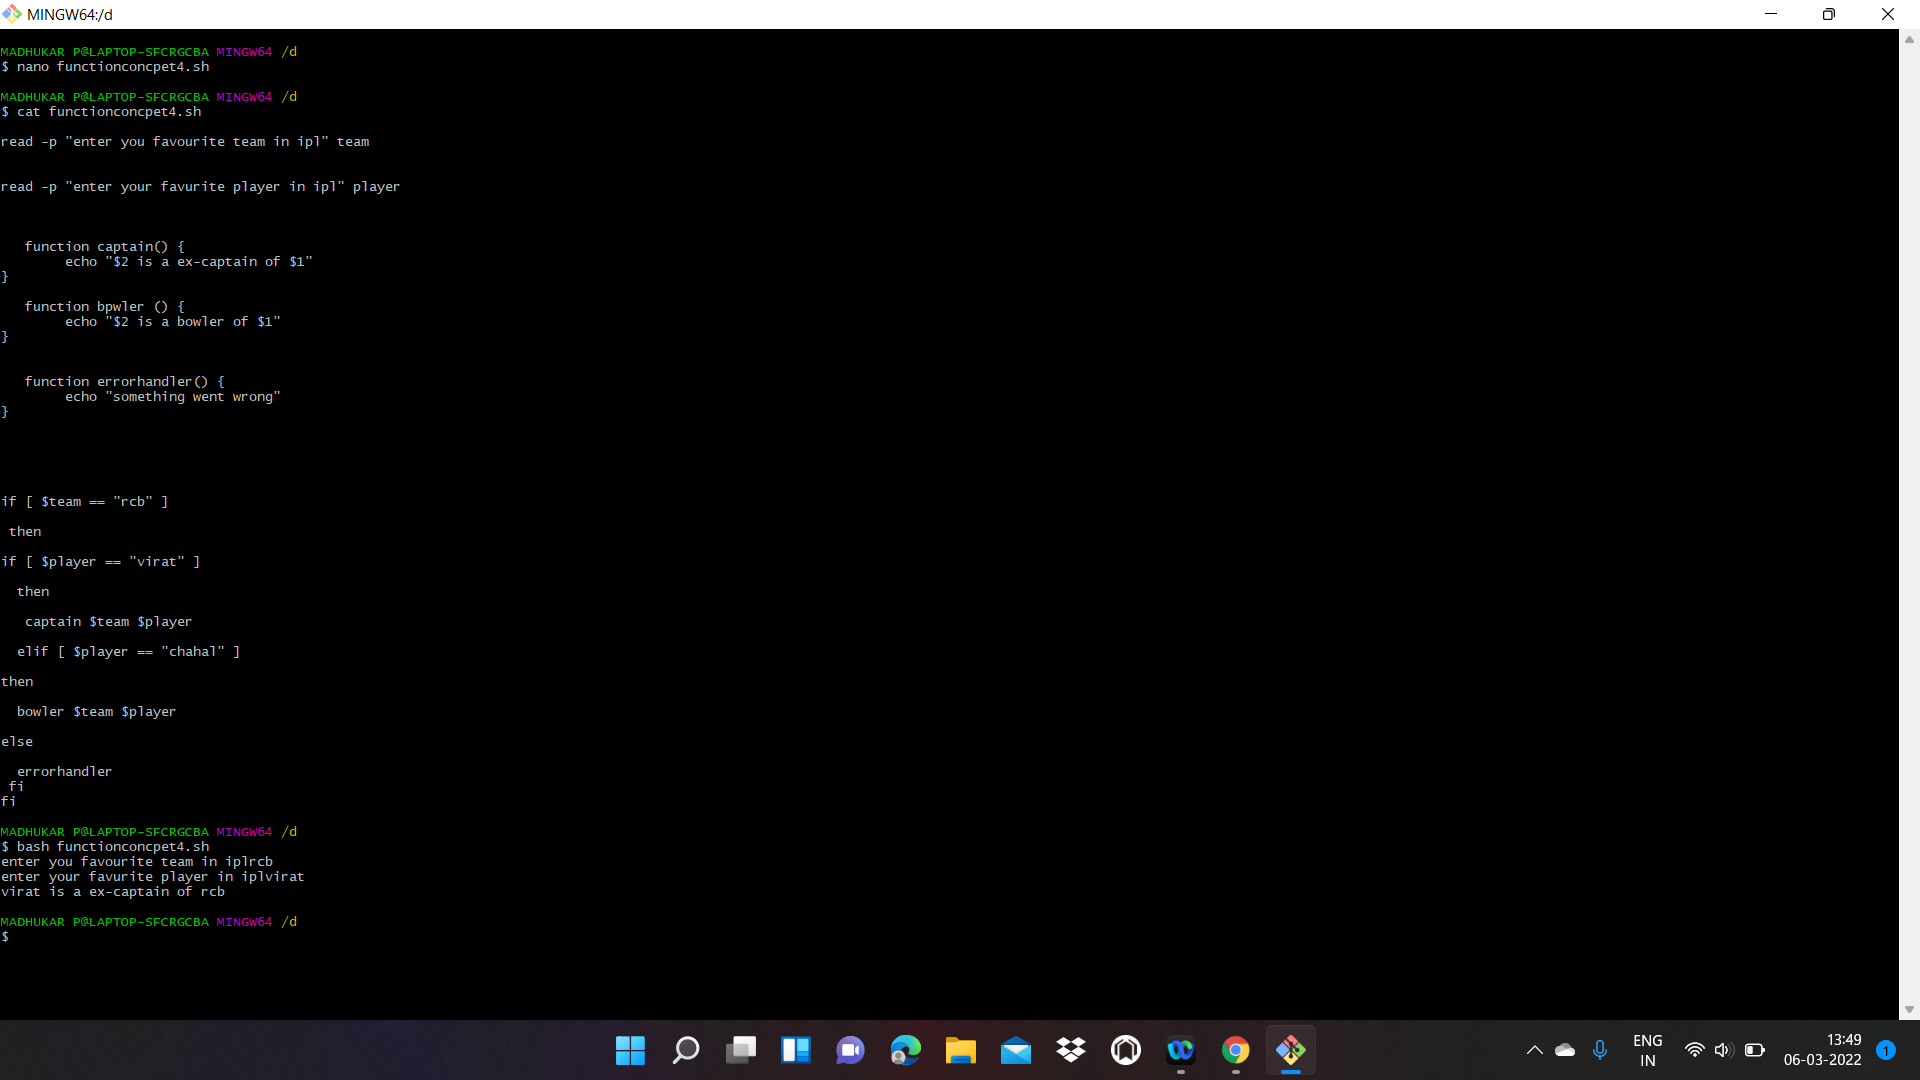 MINGW64:/d
MADHUKAR P@LAPTOP-SFCRGCBA MINGW64 /d
$ nano functionconcpet4.sh
MADHUKAR P@LAPTOP-SFCRGCBA MINGW64 /d
$ cat functionconcpet4.sh
read -p "enter you favourite team in ipl" team
read -p "enter your favurite player in ipl" player
function captain() {
echo "$2 is a ex-captain of $1"
}
function bpwler () {
echo "$2 is a bowler of $1"
}
function errorhandler() {
echo "something went wrong"
}
if [ $team == "rcb" ]
then
if [ $player == "virat" ]
then
captain $team $player
elif [ $player == "chahal" ]
then
bowler $team $player
else
errorhandler
fi
fi
MADHUKAR P@LAPTOP-SFCRGCBA MINGW64 /d
$ bash functionconcpet4.sh
enter you favourite team in iplrcb
enter your favurite player in iplvirat
virat is a ex-captain of rcb
MADHUKAR P@LAPTOP-SFCRGCBA MINGW64 /d
$
ENG
IN
13:49
06-03-2022
1